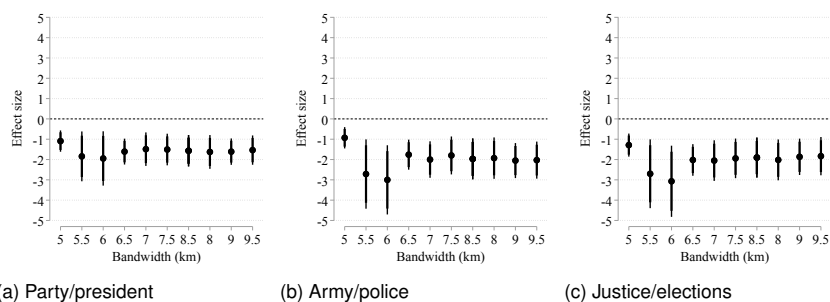 5
4
3
2
1
0
-1
-2
-3
-4
-5
Effect size
5 5.5 6 6.5 7 7.5 8 8 9 9.5
Bandwidth (km)
(a) Party/president
5
4
3
2
1
0
-1
-2
-3
-4
-5
Effect size
5 5.5 6 6.5 7 7.5 8 8 9 9.5
Bandwidth (km)
(b) Army/police
5
4
3
2
1
0
-1
-2
-3
-4
-5
Effect size
5 5.5 6 6.5 7 7.5 8 8 9 9.5
Bandwidth (km)
(c) Justice/elections